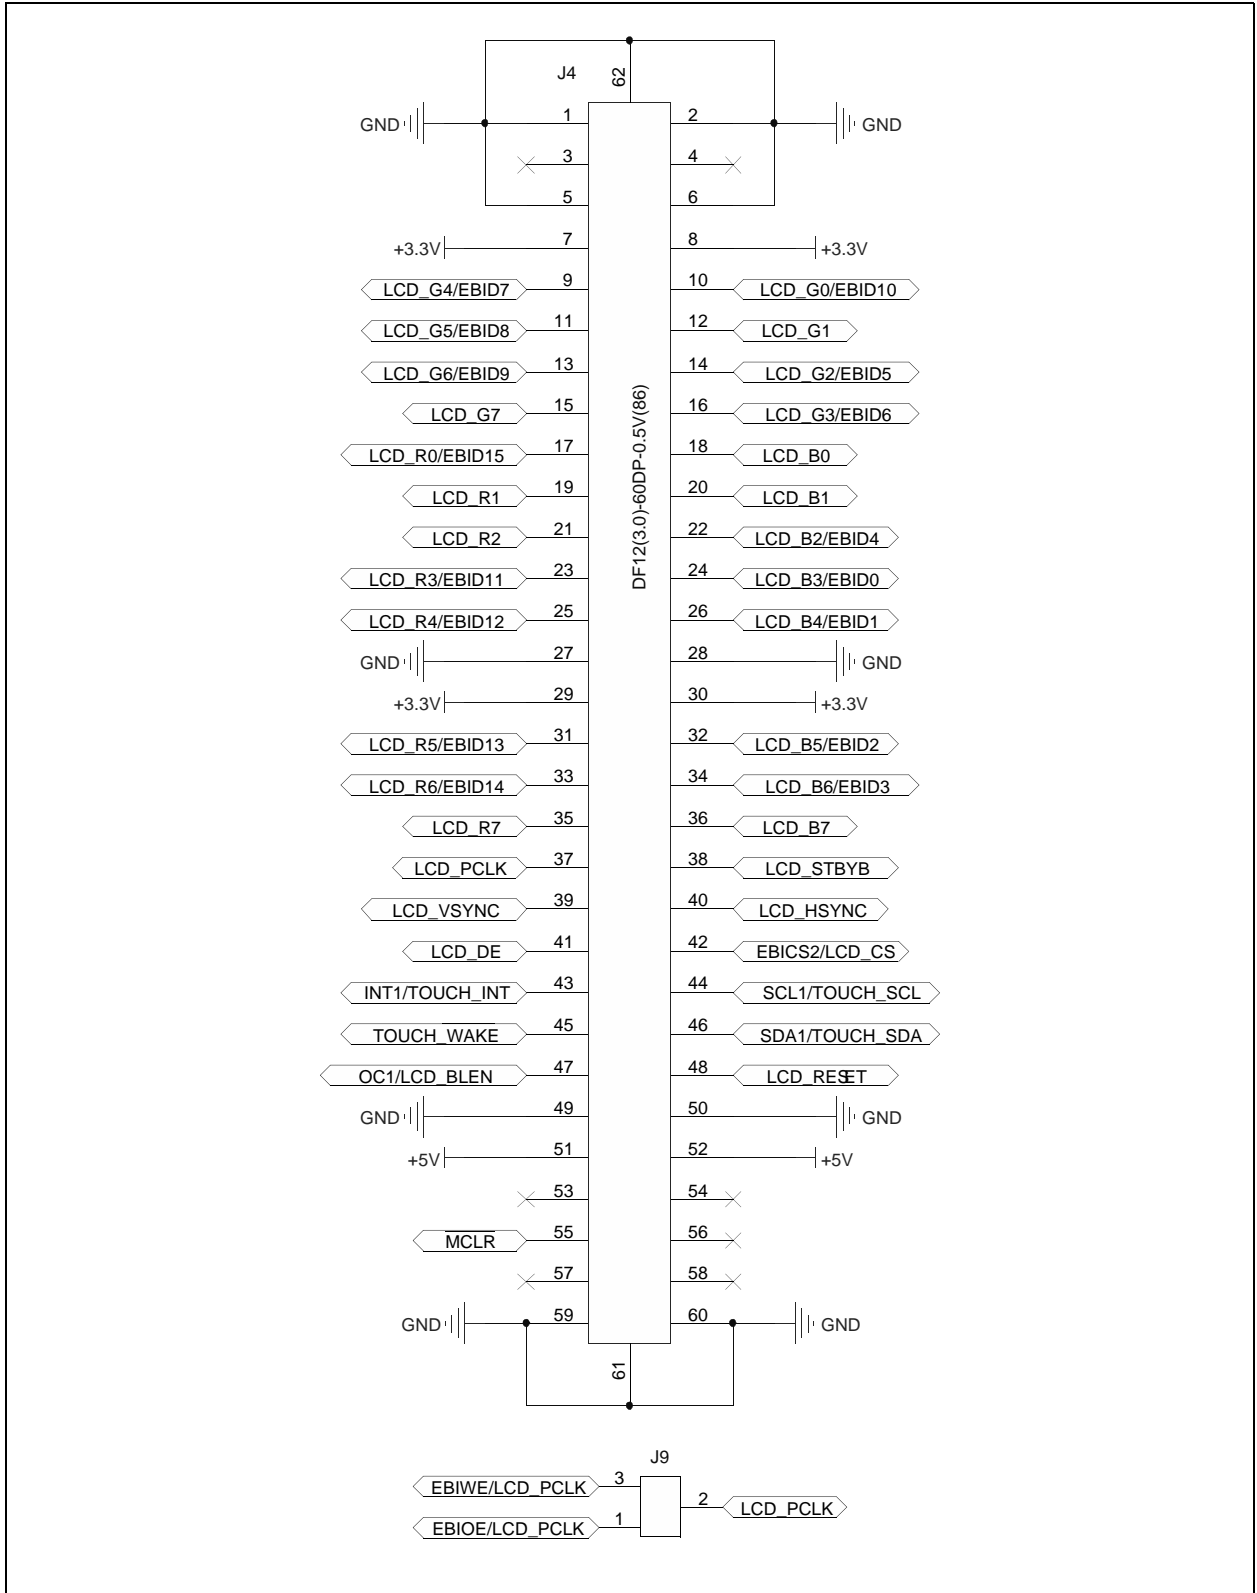 J4
62
GND 1 2 GND
3 4
5 6
+3.3V 7 8 +3.3V
LCD_G4/EBID7 9 10 LCD_G0/EBID10
LCD_G5/EBID8 11 12 LCD_G1
LCD_G6/EBID9 13 14 LCD_G2/EBID5
LCD_G7 15 16 LCD_G3/EBID6
DF12(3.0)-60DP-0.5V(86)
LCD_R0/EBID15 17 18 LCD_B0
LCD_R1 19 20 LCD_B1
LCD_R2 21 22 LCD_B2/EBID4
LCD_R3/EBID11 23 24 LCD_B3/EBID0
LCD_R4/EBID12 25 26 LCD_B4/EBID1
GND 27 28 GND
+3.3V 29 30 +3.3V
LCD_R5/EBID13 31 32 LCD_B5/EBID2
LCD_R6/EBID14 33 34 LCD_B6/EBID3
LCD_R7 35 36 LCD_B7
LCD_PCLK 37 38 LCD_STBYB
LCD_VSYNC 39 40 LCD_HSYNC
LCD_DE 41 42 EBICS2/LCD_CS
INT1/TOUCH_INT 43 44 SCL1/TOUCH_SCL
TOUCH_WAKE 45 46 SDA1/TOUCH_SDA
OC1/LCD_BLEN 47 48 LCD_RESET
GND 49 50 GND
+5V 51 52 +5V
53 54
MCLR 55 56
57 58
GND 59 60 GND
61
J9
EBIWE/LCD_PCLK 3
2 LCD_PCLK
EBIOE/LCD_PCLK 1